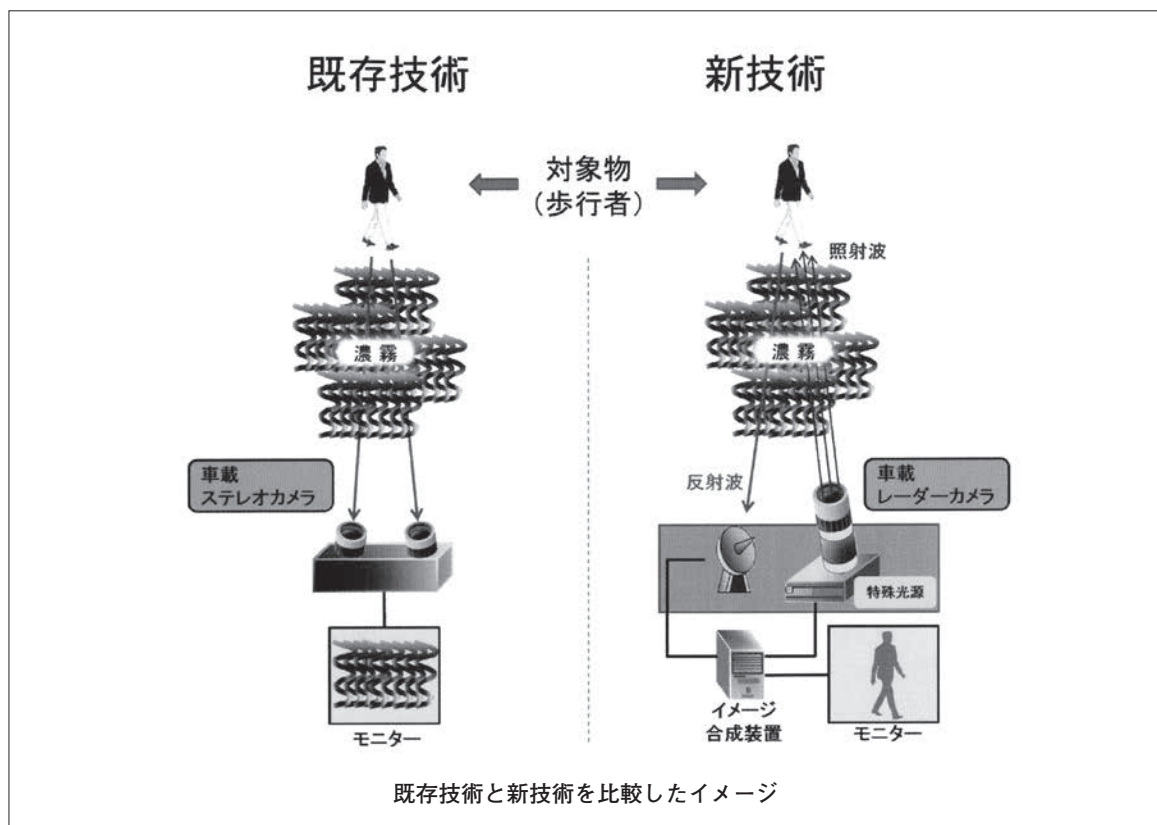 既存技術
新技術
対象物
（歩行者）
照射波
濃霧
濃霧
車載
ステレオカメラ
反射波
車載
レーダーカメラ
特殊光源
モニター
イメージ
合成装置
モニター
既存技術と新技術を比較したイメージ